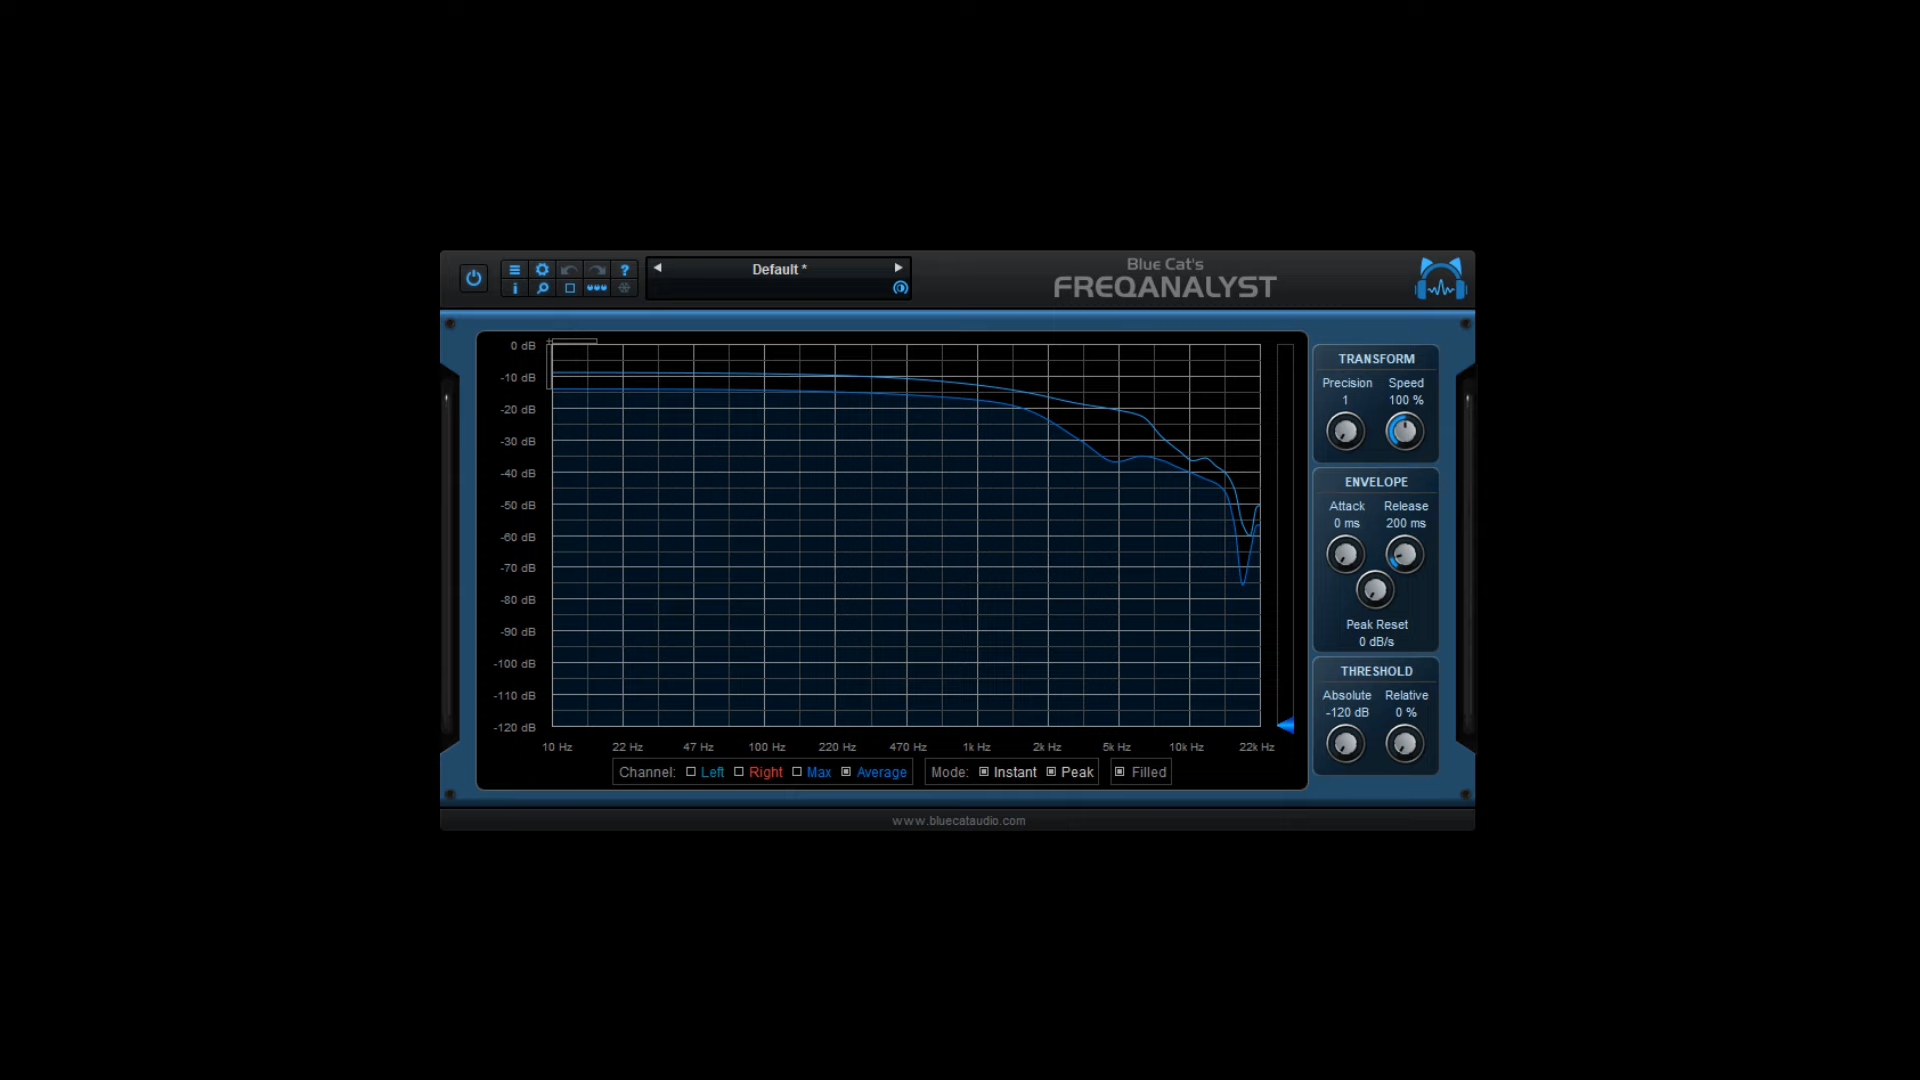 Default *
?
i
Blue Cat's
FREQANALYST
0 dB
-10 dB
-20 dB
-30 dB
-40 dB
-50 dB
-60 dB
-70 dB
-80 dB
-90 dB
-100 dB
-110 dB
-120 dB
10 Hz 22 Hz 47 Hz 100 Hz 220 Hz 470 Hz 1k Hz 2k Hz 5k Hz 10k Hz 22k Hz
Channel: Left Right Max Average Mode: Instant Peak Filled
TRANSFORM
Precision Speed
1 100 %
ENVELOPE
Attack Release
0 ms 200 ms
Peak Reset
0 dB/s
THRESHOLD
Absolute Relative
-120 dB 0 %
www.bluecataudio.com